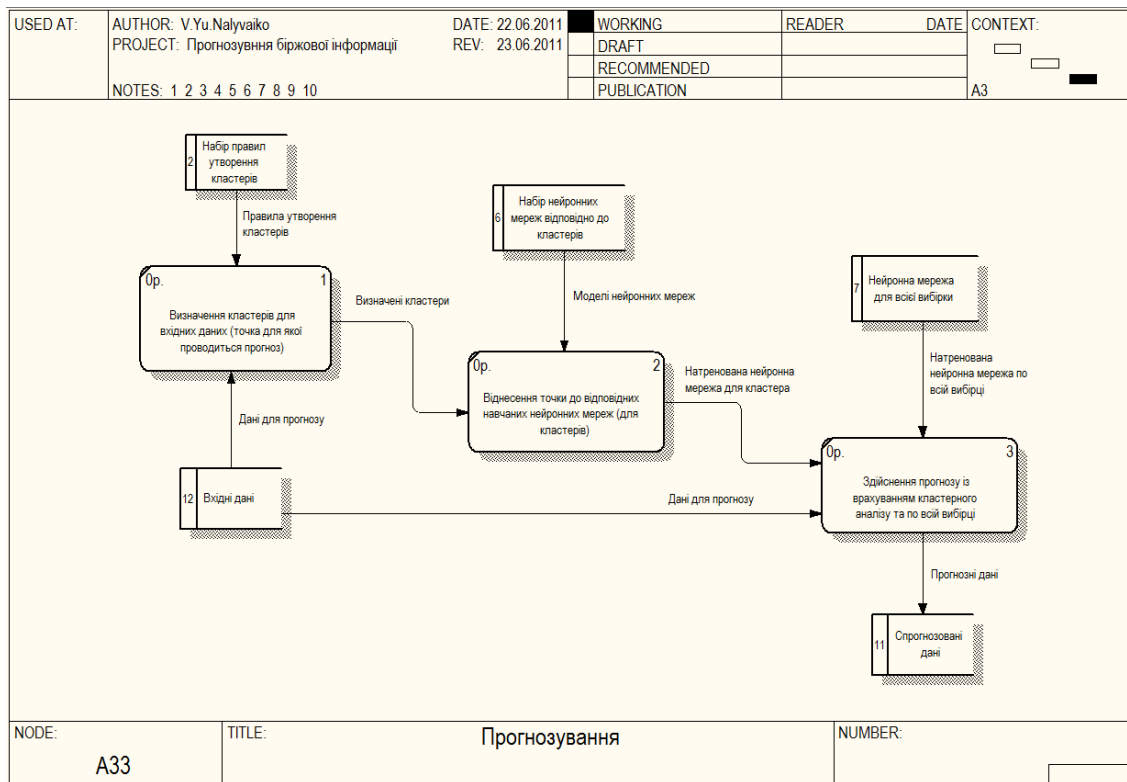 USED AT:
AUTHOR: V.Yu.Nalyvaiko
DATE: 22.06.2011
WORKING
READER
DATE
CONTEXT:
PROJECT: Прогнозувння біржової інформації
REV: 23.06.2011
DRAFT
RECOMMENDED
NOTES: 1 2 3 4 5 6 7 8 9 10
PUBLICATION
A3
2
Набір правил
утворення
кластерів
Правила утворення
кластерів
6
Набір нейронних
мереж відповідно до
кластерів
0р.
1
Визначення кластерів для
вхідних даних (точка для якої
проводиться прогноз)
Визначені кластери
Моделі нейронних мереж
7
Нейронна мережа
для всієї вибірки
0р.
2
Віднесення точки до відповідних
навчаних нейронних мереж (для
кластерів)
Натренована нейронна
мережа для кластера
Натренована
нейронна мережа по
всій вибірці
Дані для прогнозу
12
Вхідні дані
Дані для прогнозу
0р.
3
Здійснення прогнозу із
врахуванням кластерного
аналізу та по всій вибірці
Прогнозні дані
11
Спрогнозовані
дані
NODE:
A33
TITLE:
Прогнозування
NUMBER: